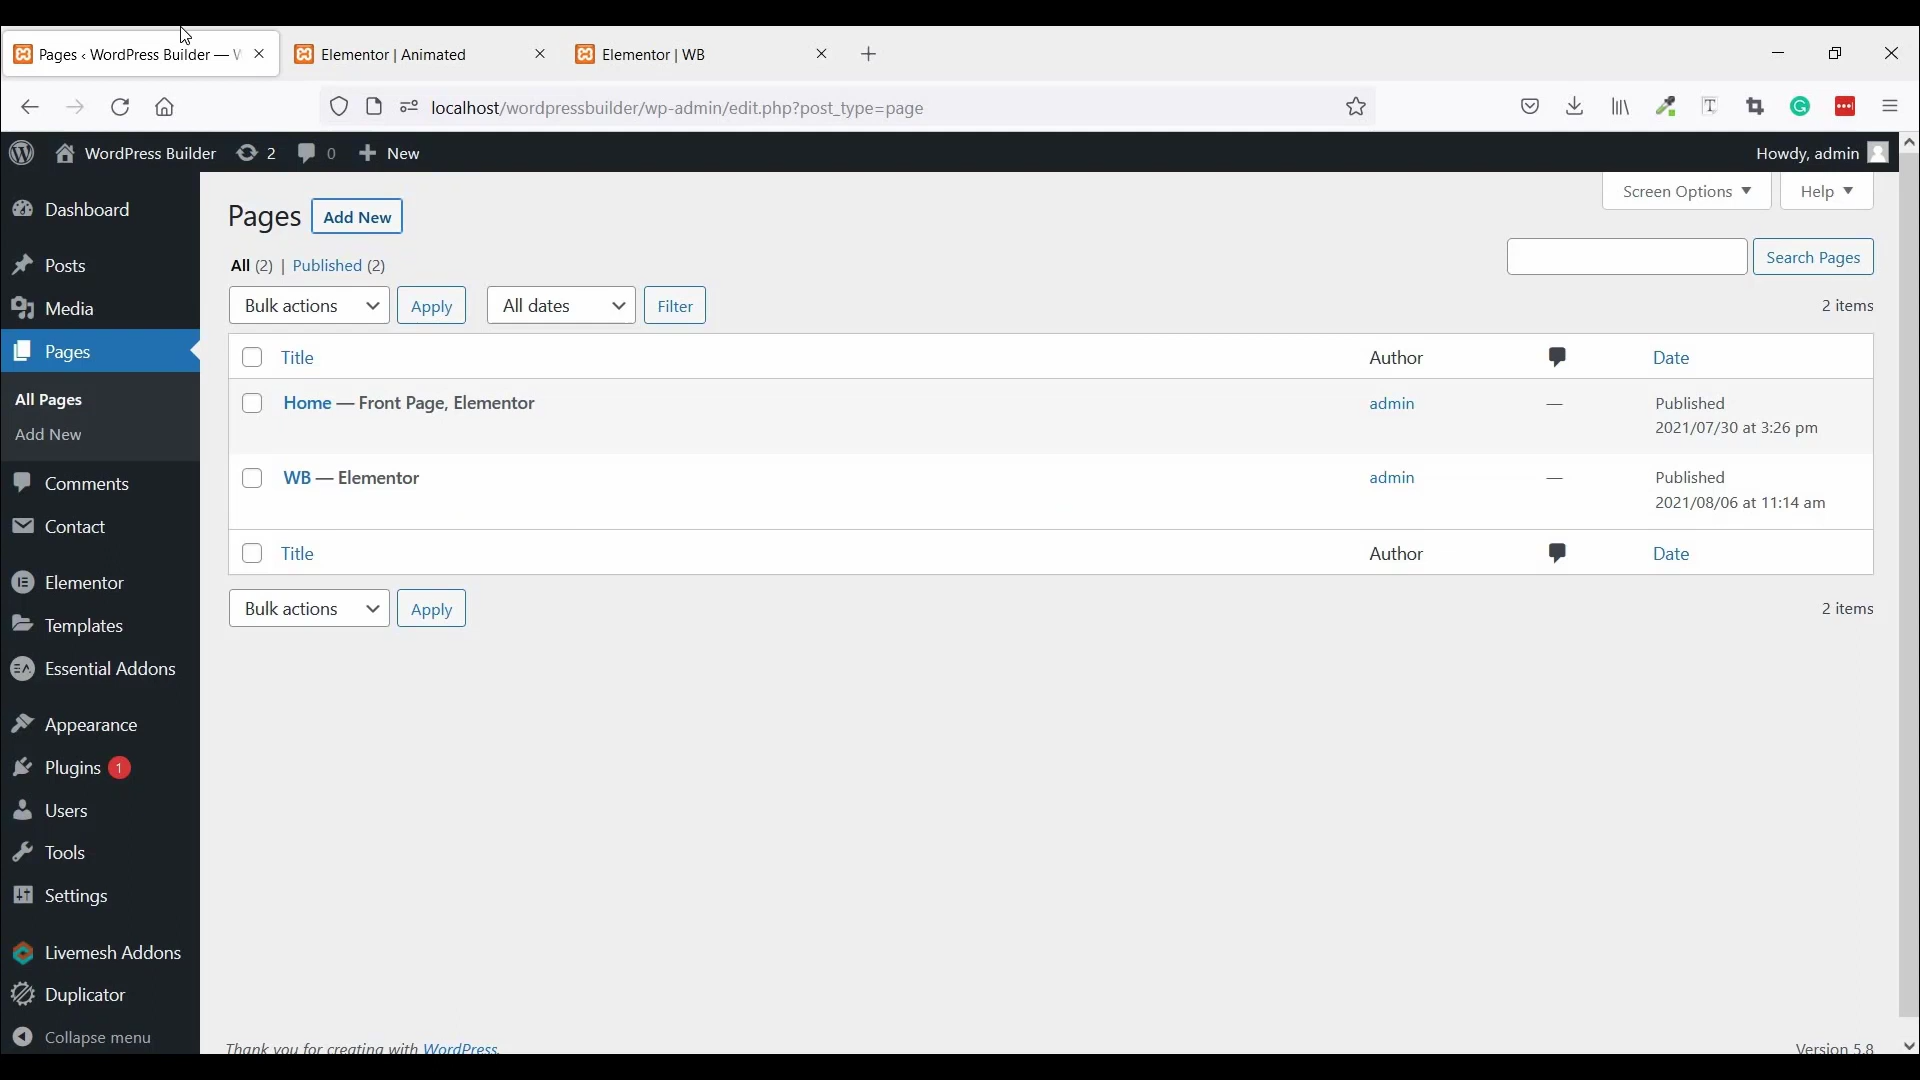 Pages ‹ WordPress Builder — W
Elementor | Animated
Elementor | WB
localhost/wordpressbuilder/wp-admin/edit.php?post_type=page
WordPress Builder 2 0 New
Howdy, admin
Screen Options
Help
Dashboard
Posts
Media
Pages
All Pages
Add New
Comments
Contact
Elementor
Templates
Essential Addons
Appearance
Plugins 1
Users
Tools
Settings
Livemesh Addons
Duplicator
Collapse menu
Pages Add New
All (2) | Published (2)
Search Pages
Bulk actions Apply All dates Filter
2 items
Title Author Date
Home — Front Page, Elementor admin — Published
2021/07/30 at 3:26 pm
WB — Elementor admin — Published
2021/08/06 at 11:14 am
Title Author Date
Bulk actions Apply
2 items
Thank you for creating with WordPress.
Version 5.8